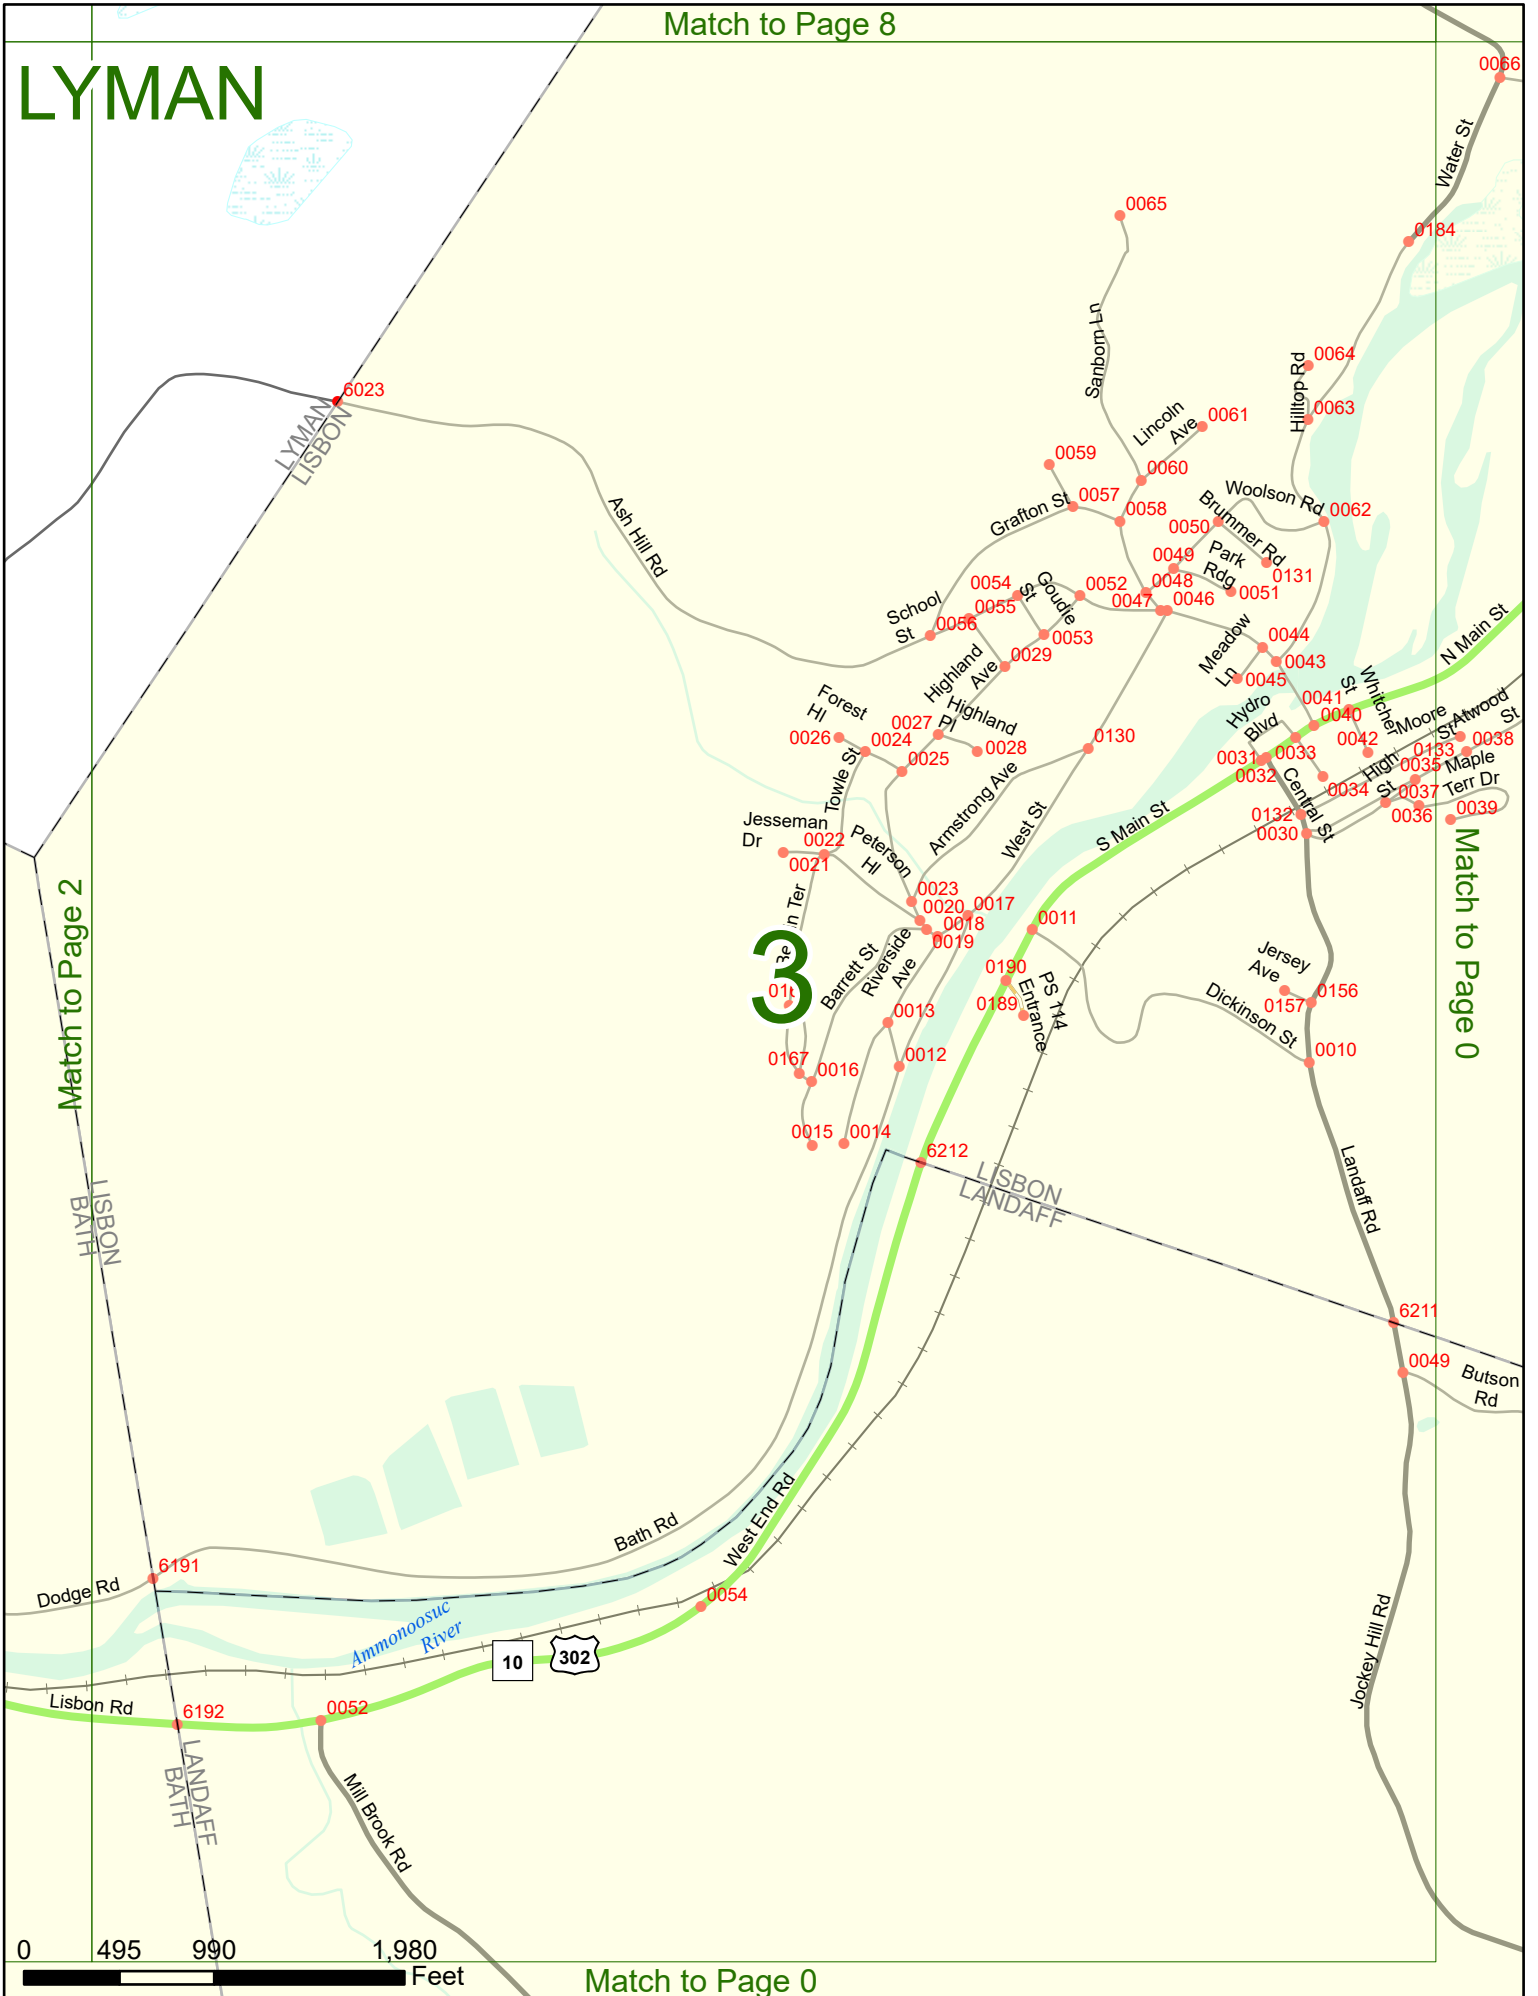 Match to Page 8
LYMAN
0066
Water St
0065
0184
Sanborn Ln
0064
Hilltop Rd
0063
6023
LYMAN
LISBON
Lincoln
Ave
0061
0059
0060
Ash Hill Rd
Grafton St
0057
0058
Woolson Rd
0062
0050
Brummer Rd
0049
Park
Rdg
0131
0051
0048
0054
Goudie
St
0052
0047
0046
School
St
0055
0056
0053
Meadow
Ln
0044
0043
0045
N Main St
Highland
Ave
0029
Forest
Hl
0026
0024
0027
Highland
Pl
0028
0025
Towle St
0130
Hydro
Blvd
0041
0040
Whitcher
St
0042
Moore
St
Atwood
St
0133
0038
0031
0032
0033
0034
High
St
0035
Maple
Terr Dr
0037
0036
0039
Central St
0132
0030
S Main St
Armstrong Ave
West St
Jesseman
Dr
0022
0021
Peterson
Hl
0023
0020
0017
0018
0019
0011
Match to Page 2
Match to Page 0
3
Barrett St
Riverside
Ave
0190
0189
PS 114
Entrance
Jersey
Ave
0156
0157
Dickinson St
0010
0013
0012
0167
0016
0015
0014
6212
LISBON
LANDAFF
Landaff Rd
LISBON
BATH
6211
0049
Butson
Rd
West End Rd
Bath Rd
6191
Dodge Rd
0054
Ammonoosuc
River
10
302
Jockey Hill Rd
Lisbon Rd
6192
0052
LANDAFF
BATH
Mill Brook Rd
0 495 990 1,980
Feet
Match to Page 0